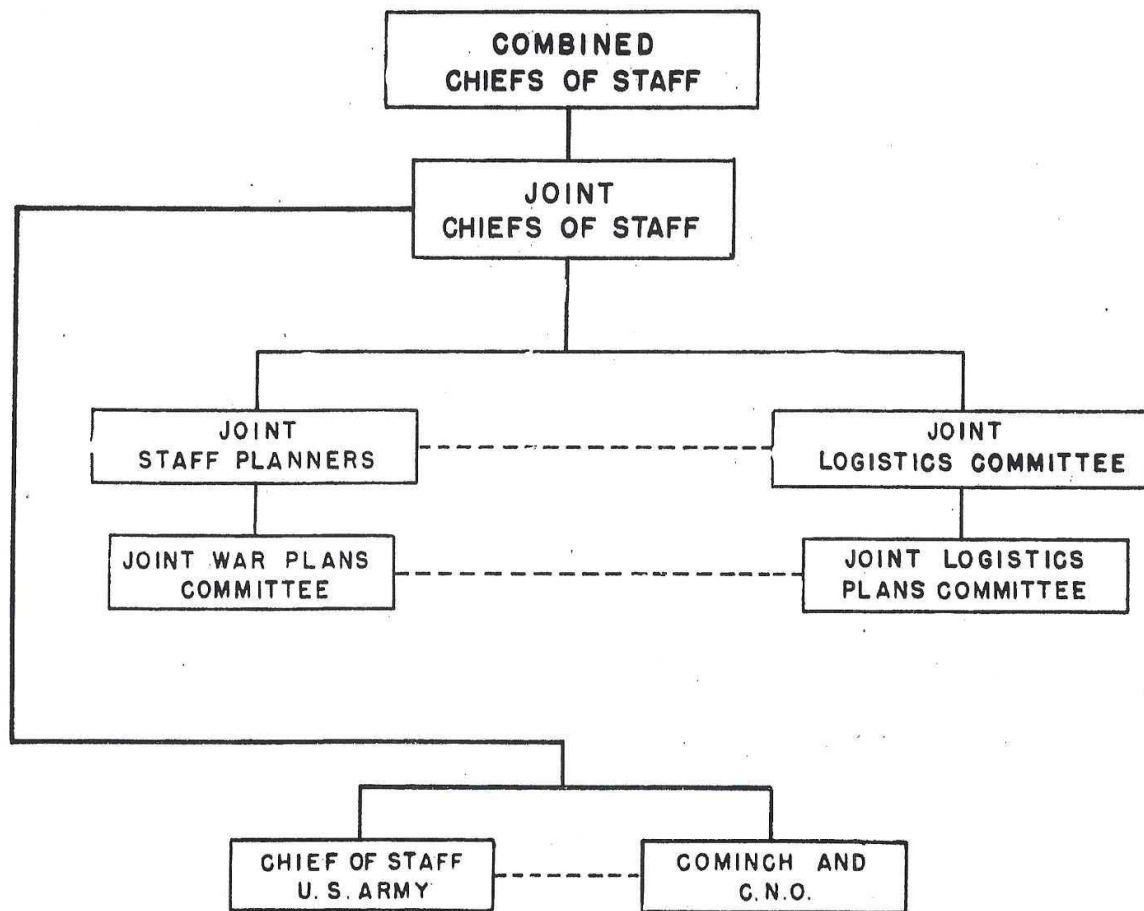 COMBINED
CHIEFS OF STAFF
JOINT
CHIEFS OF STAFF
JOINT
STAFF PLANNERS
JOINT
LOGISTICS COMMITTEE
JOINT WAR PLANS
COMMITTEE
JOINT LOGISTICS
PLANS COMMITTEE
CHIEF OF STAFF
U. S. ARMY
COMINCH AND
C. N. O.